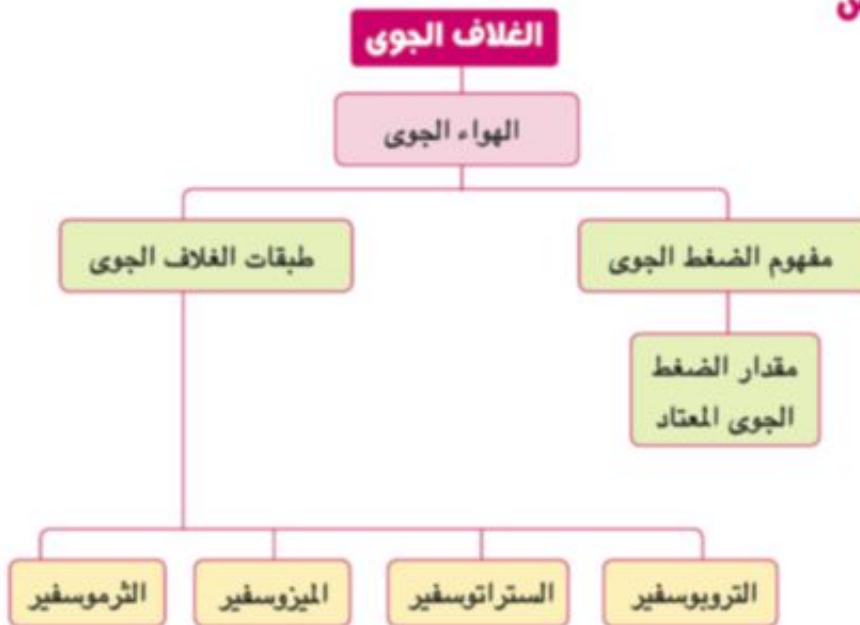 الغلاف الجوى
الهواء الجوى
مفهوم الضغط الجوى
طبقات الغلاف الجوى
مقدار الضغط
الجوى المعتاد
التروبوسفير
الستراتوسفير
الميزوسفير
الثرموسفير